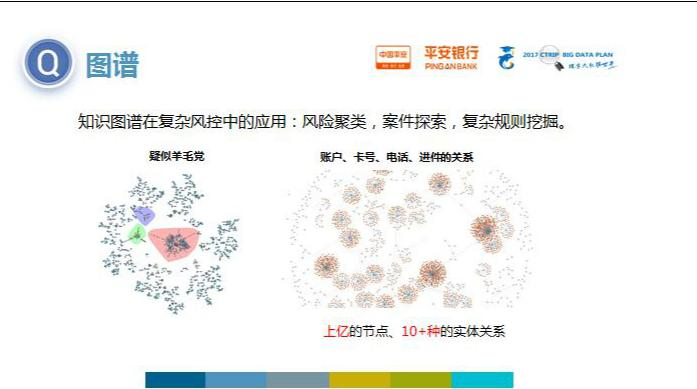 Q 图谱
中国平安
平安银行
PINGAN BANK
2017 CTRIP BIG DATA PLAN
知识图谱在复杂风控中的应用：风险聚类，案件探索，复杂规则挖掘。
疑似羊毛党
账户、卡号、电话、进件的关系
上亿的节点、10+种的实体关系